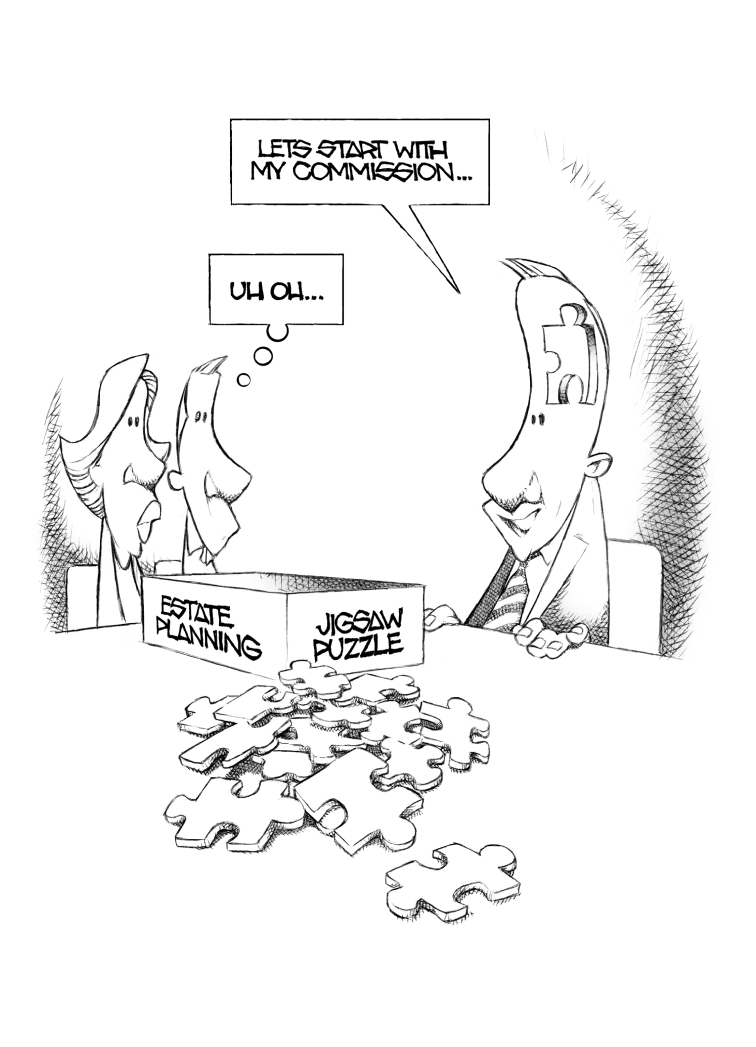 LETS START WITH
MY COMMISSION...
UH OH...
ESTATE
PLANNING
JIGSAW
PUZZLE